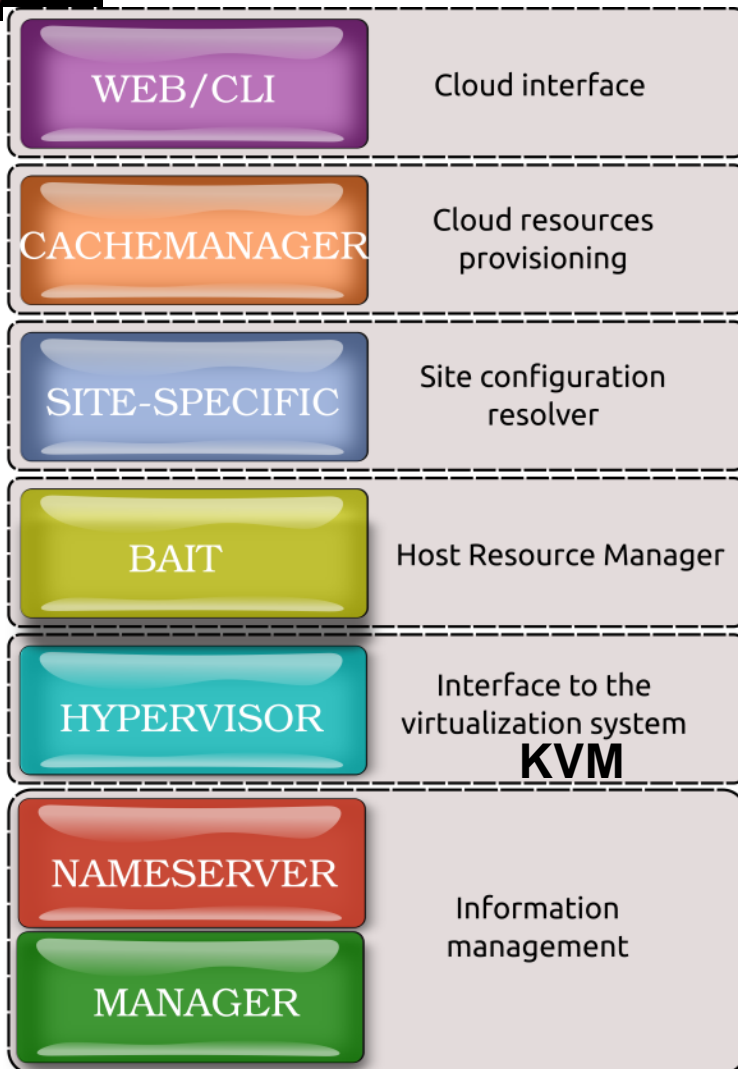 WEB/CLI
Cloud interface
CACHEMANAGER
Cloud resources
provisioning
SITE-SPECIFIC
Site configuration
resolver
BAIT
Host Resource Manager
HYPERVISOR
Interface to the
virtualization system
KVM
NAMESERVER
MANAGER
Information
management